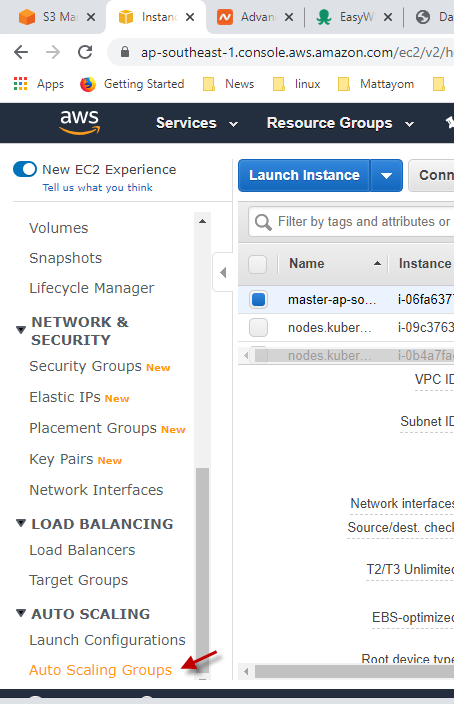 S3 Ma
Instanc
Advan
EasyW
Da
ap-southeast-1.console.aws.amazon.com/ec2/v2/h
Apps
Getting Started
News
linux
Mattayom
aws
Services
Resource Groups
New EC2 Experience
Tell us what you think
Launch Instance
Conn
Filter by tags and attributes or
Name
Instance
master-ap-so...
i-06fa637
nodes.kuber...
i-09c3763
nodes.kuber...
i-0b4a7fa
Volumes
Snapshots
Lifecycle Manager
NETWORK &
SECURITY
Security Groups New
Elastic IPs New
Placement Groups New
Key Pairs New
Network Interfaces
LOAD BALANCING
Load Balancers
Target Groups
AUTO SCALING
Launch Configurations
Auto Scaling Groups
VPC ID
Subnet ID
Network interfaces
Source/dest. check
T2/T3 Unlimited
EBS-optimized
Root device type